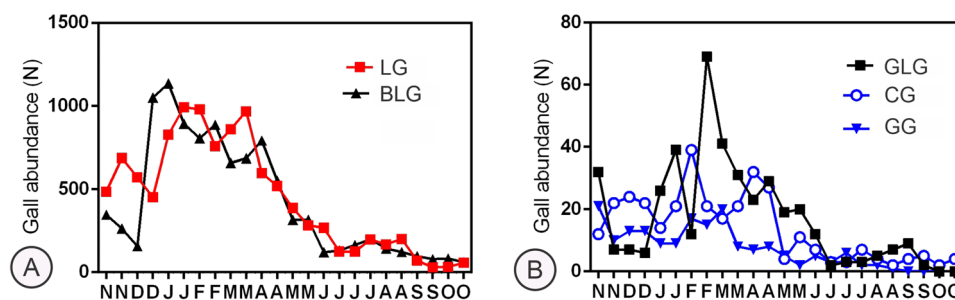 1500
1000
500
0
Gall abundance (N)
LG
BLG
N N D D J J F F M M A A M M J J J J A A S S O O
A
80
60
40
20
0
Gall abundance (N)
GLG
CG
GG
N N D D J J F F M M A A M M J J J J A A S S O O
B